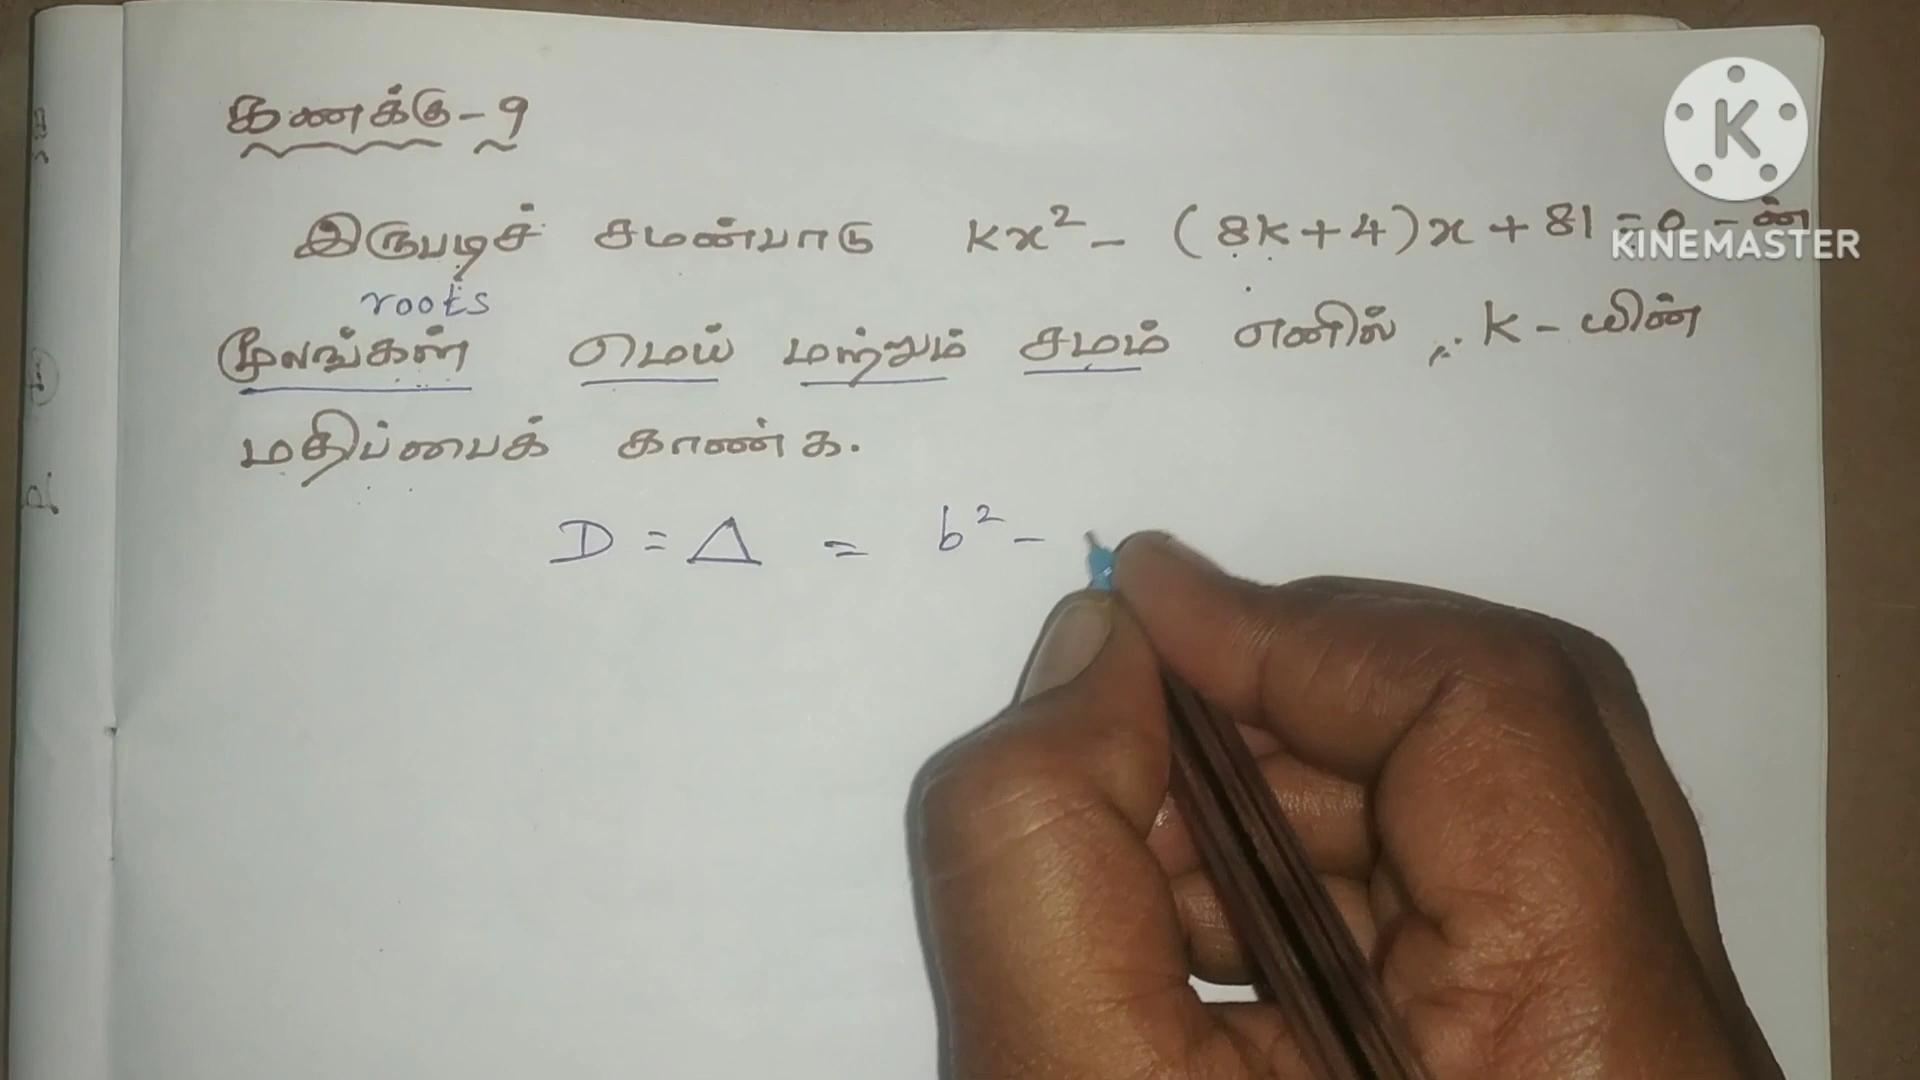 கணக்கு - 9
இருபடிச் சமன்பாடு kx² - (8k+4)x + 81 = 0 - ன்
roots
மூலங்கள் மெய் மற்றும் சமம் எனில், k - யின்
மதிப்பைக் காண்க.
D = Δ = b² -
K
KINEMASTER